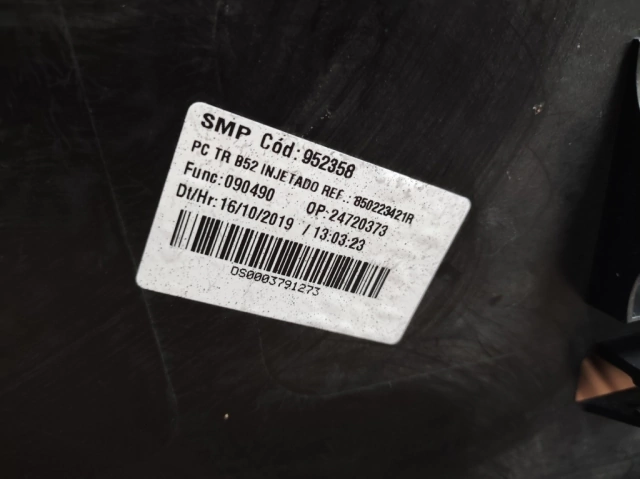 SMP Cód: 952358
PC TR B52 INJETADO REF.: 850223421R
Func: 090490 OP: 24720373
Dt/Hr: 16/10/2019 / 13:03:23
DS0003791273